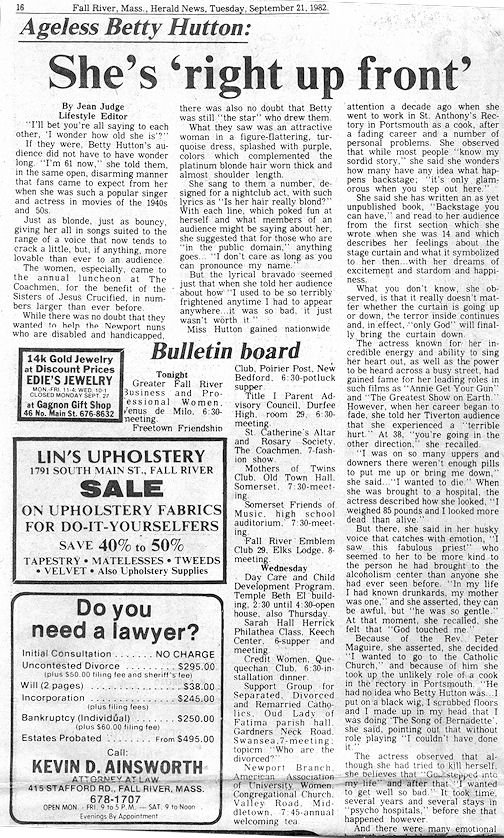 16
Fall River, Mass., Herald News, Tuesday, September 21, 1982.
Ageless Betty Hutton:
She's 'right up front'
By Jean Judge
Lifestyle Editor
"I'll bet you're all saying to each
other, 'I wonder how old she is'?"
If they were, Betty Hutton's au-
dience did not have to wonder
long. "I'm 61 now," she told them,
in the same open, disarming manner
that fans came to expect from her
when she was such a popular singer
and actress in movies of the 1940s
and 50s.
Just as blonde, just as bouncy,
giving her all in songs suited to the
range of a voice that now tends to
crack a little, but, if anything, more
lovable than ever to an audience.
The women, especially, came to
the annual luncheon at The
Coachmen, for the benefit of the
Sisters of Jesus Crucified, in num-
bers larger than ever before.
While there was no doubt that they
wanted to help the Newport nuns
who are disabled and handicapped,
there was also no doubt that Betty
was still "the star" who drew them.
What they saw was an attractive
woman in a figure-flattering, tur-
quoise dress, splashed with purple,
colors which complemented the
platinum blonde hair worn thick and
almost shoulder length.
She sang to them a number, de-
signed for a nightclub act, with such
lyrics as "Is her hair really blond?"
With each line, which poked fun at
herself and what members of an
audience might be saying about her,
she suggested that for those who are
"in the public domain," anything
goes... "I don't care as long as you
can pronounce my name."
But the lyrical bravado seemed
just that when she told her audience
about how "I used to be so terribly
frightened anytime I had to appear
anywhere...it was so bad, it just
wasn't worth it."
Miss Hutton gained nationwide
attention a decade ago when she
went to work in St. Anthony's Rec-
tory in Portsmouth as a cook, after
a fading career and a number of
personal problems. She observed
that while most people "know my
sordid story," she said she wonders
how many have any idea what hap-
pens backstage: "it's only glam-
orous when you step out here."
She said she has written an as yet
unpublished book, "Backstage you
can have," and read to her audience
from the first section which she
wrote when she was 14 and which
describes her feelings about the
stage curtain and what it symbolized
to her then...with her dreams of
excitement and stardom and happi-
ness.
What you don't know, she ob-
served, is that it really doesn't mat-
ter whether the curtain is going up
or down, the terror inside continues
and, in effect, "only God" will final-
ly bring the curtain down.
The actress known for her in-
credible energy and ability to sing
her heart out, as well as the power
to be heard across a busy street, had
gained fame for her leading roles in
such films as "Annie Get Your Gun"
and "The Greatest Show on Earth."
However, when her career began to
fade, she told her Tiverton audience
that she experienced a "terrible
hurt." At 38, "you're going in the
other direction," she recalled.
"I was on so many uppers and
downers there weren't enough pills
to put me up or bring me down,"
she said..."I wanted to die." When
she was brought to a hospital, the
actress described how she looked, "I
weighed 85 pounds and I looked more
dead than alive."
But there, she said in her husky
voice that catches with emotion, "I
saw this fabulous priest" who
seemed to her to be more kind to
the person he had brought to the
alcoholism center than anyone she
had ever seen before. "In my life
I had known drunkards, my mother
was one," and she asserted, they can
be awful, but "he was so gentle."
At that moment, she recalled, she
felt that "God touched me."
Because of the Rev. Peter
Maguire, she asserted, she decided
"I wanted to go to the Catholic
Church," and because of him she
took up the unlikely role of a cook
in the rectory in Portsmouth. "He
had no idea who Betty Hutton was...I
put on a black wig, I scrubbed floors
and I made up in my head that I
was doing 'The Song of Bernadette',
she said, pointing out that without
role playing "I couldn't have done
it."
The actress observed that al-
though she had tried to kill herself,
she believes that "God stepped into
my life" and after that "I wanted
to get well so bad." It took time,
several years and several stays in
"psycho hospitals," before she that
happened however.
And there were many emotional
14k Gold Jewelry
at Discount Prices
EDIE'S JEWELRY
MON.-FRI. 11-4 WED. 10-1
CLOSED MONDAY SEPT. 27
at Gagnon Gift Shop
46 No. Main St. 676-8632
Bulletin board
Tonight
Greater Fall River
Business and Pro-
fessional Women,
Venus de Milo, 6:30-
meeting.
Freetown Friendship
Club, Poirier Post, New
Bedford, 6:30-potluck
supper.
Title I Parent Ad-
visory Council, Durfee
High, room 29, 6:30-
meeting.
St. Catherine's Altar
and Rosary Society,
The Coachmen, 7-fash-
ion show.
Mothers of Twins
Club, Old Town Hall,
Somerset, 7:30-meet-
ing.
Somerset Friends of
Music, high school
auditorium, 7:30-meet-
ing.
Fall River Emblem
Club 29, Elks Lodge, 8-
meeting.
Wednesday
Day Care and Child
Development Program,
Temple Beth El build-
ing, 2:30 until 4:30-open
house, also Thursday.
Sarah Hall Herrick
Philathea Class, Keech
Center, 6-supper and
meeting.
Credit Women, Que-
quechan Club, 6:30-in-
stallation dinner.
Support Group for
Separated, Divorced
and Remarried Catho-
lics, Oud Lady of
Fatima parish hall,
Gardners Neck Road,
Swansea, 7-meeting;
topicn "Who are the
divorced?"
Newport Branch,
American Association
of University Women,
Congregational Church,
Valley Road, Mid-
dletown, 7:45-annual
welcoming tea.
LIN'S UPHOLSTERY
1791 SOUTH MAIN ST., FALL RIVER
SALE
ON UPHOLSTERY FABRICS
FOR DO-IT-YOURSELFERS
SAVE 40% to 50%
TAPESTRY • MATELESSES • TWEEDS
• VELVET • Also Upholstery Supplies
Do you
need a lawyer?
Initial Consultation ....... NO CHARGE
Uncontested Divorce ........ $295.00
(plus $50.00 filing fee and sheriff's fee)
Will (2 pages) ............. $38.00
Incorporation ............. $245.00
(plus filing fees)
Bankruptcy (Individual) ...... $250.00
(plus $60.00 filing fee)
Estates Probated ....... From $495.00
Call:
KEVIN D. AINSWORTH
ATTORNEY AT LAW
415 STAFFORD RD., FALL RIVER, MASS.
678-1707
OPEN MON. - FRI. 9 to 5 P.M. — SAT. 9 to Noon
Evenings By Appointment